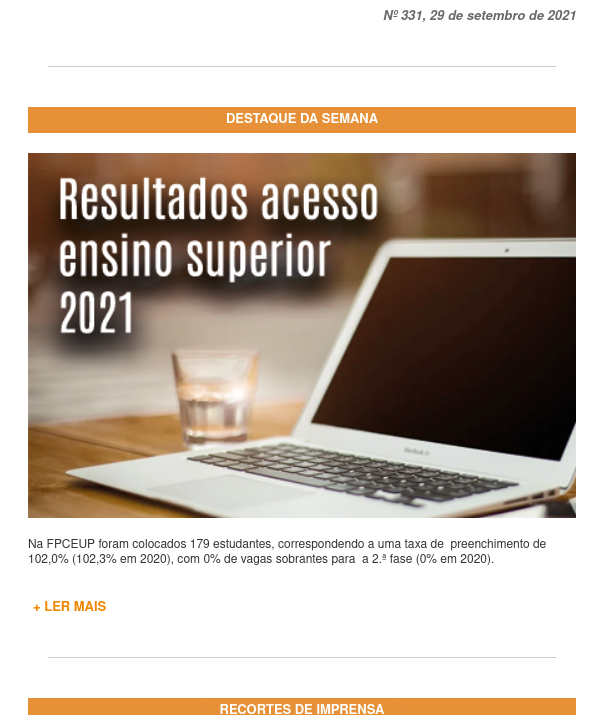 Nº 331, 29 de setembro de 2021
DESTAQUE DA SEMANA
Resultados acesso
ensino superior
2021
Na FPCEUP foram colocados 179 estudantes, correspondendo a uma taxa de  preenchimento de
102,0% (102,3% em 2020), com 0% de vagas sobrantes para  a 2.ª fase (0% em 2020).
+ LER MAIS
RECORTES DE IMPRENSA